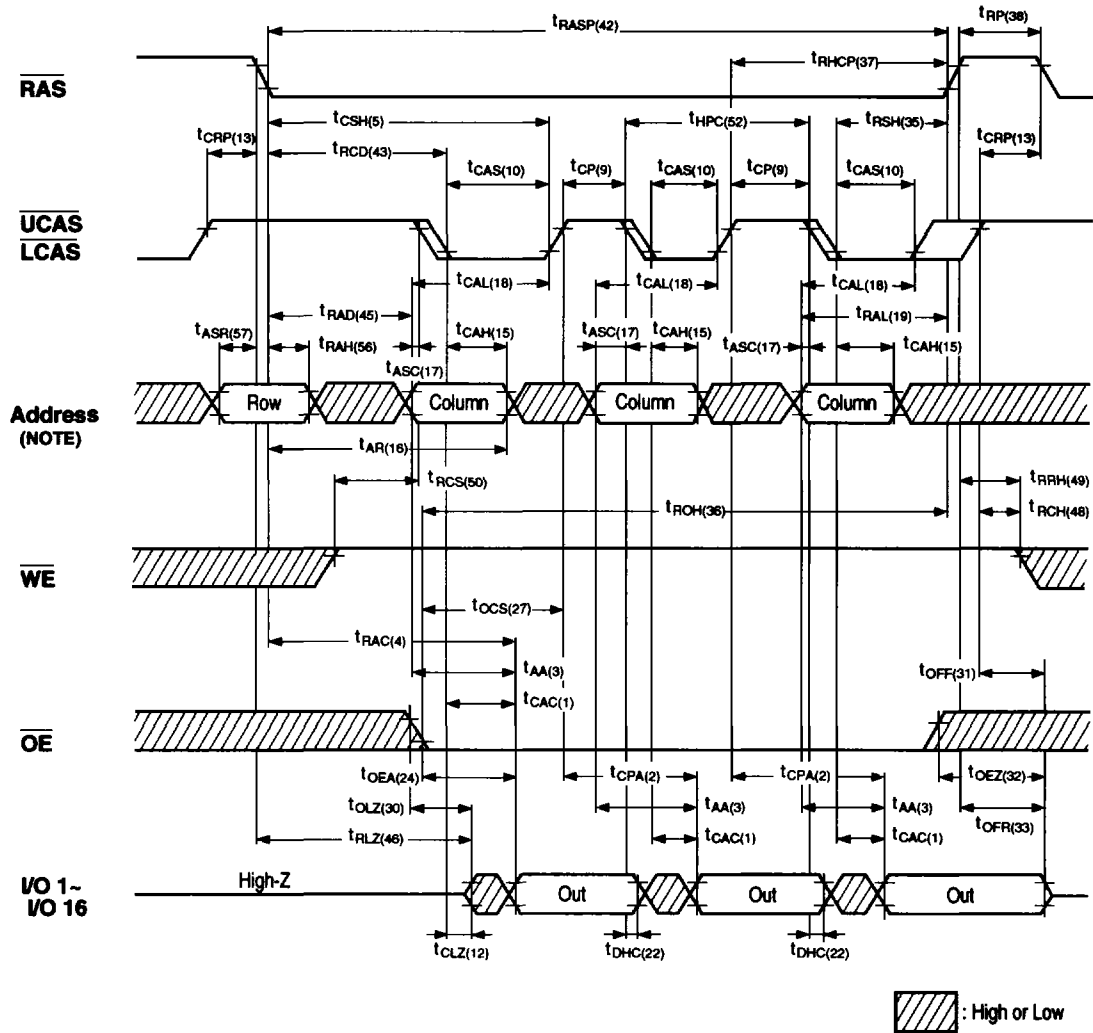 tRASP(42)
tRP(38)
tRHCP(37)
RAS
tCSH(5)
tHPC(52)
tRSH(35)
tCRP(13)
tRCD(43)
tCRP(13)
tCAS(10)
tCP(9)
tCAS(10)
tCP(9)
tCAS(10)
UCAS
LCAS
tCAL(18)
tCAL(18)
tCAL(18)
tRAD(45)
tRAL(19)
tASR(57)
tRAH(56)
tCAH(15)
tASC(17)
tCAH(15)
tASC(17)
tCAH(15)
tASC(17)
Address
(NOTE)
Row
Column
Column
Column
tAR(16)
tRCS(50)
tRRH(49)
tROH(36)
tRCH(48)
WE
tOCS(27)
tRAC(4)
tAA(3)
tOFF(31)
tCAC(1)
OE
tOEA(24)
tCPA(2)
tCPA(2)
tOEZ(32)
tOLZ(30)
tAA(3)
tAA(3)
tRLZ(46)
tCAC(1)
tCAC(1)
tOFR(33)
I/O 1~
I/O 16
High-Z
Out
Out
Out
tCLZ(12)
tDHC(22)
tDHC(22)
: High or Low